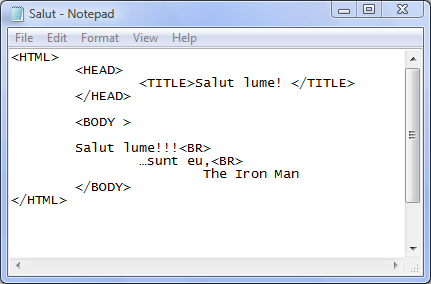 Salut - Notepad
File Edit Format View Help
<HTML>
<HEAD>
<TITLE>Salut lume! </TITLE>
</HEAD>
<BODY >
Salut lume!!!<BR>
…sunt eu,<BR>
The Iron Man
</BODY>
</HTML>